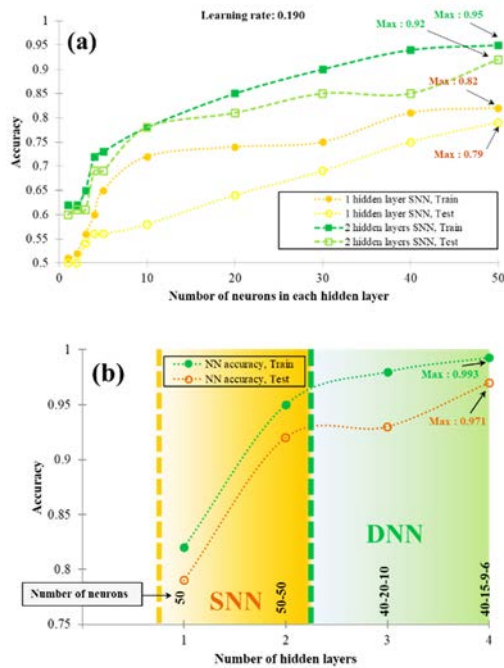 Learning rate: 0.190
(a)
Max : 0.95
Max : 0.92
Max : 0.82
Max : 0.79
Accuracy
1
0.95
0.9
0.85
0.8
0.75
0.7
0.65
0.6
0.55
0.5
1 hidden layer SNN, Train
1 hidden layer SNN, Test
2 hidden layers SNN, Train
2 hidden layers SNN, Test
0 10 20 30 40 50
Number of neurons in each hidden layer
(b)
NN accuracy, Train
NN accuracy, Test
Max : 0.993
Max : 0.971
Accuracy
1
0.95
0.9
0.85
0.8
0.75
SNN
DNN
Number of neurons
50
50-50
40-20-10
40-15-9-6
1 2 3 4
Number of hidden layers